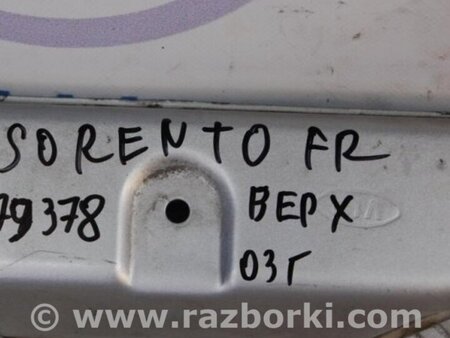 SORENTO FR
79378
ВЕРХ
03г
© www.razborki.com